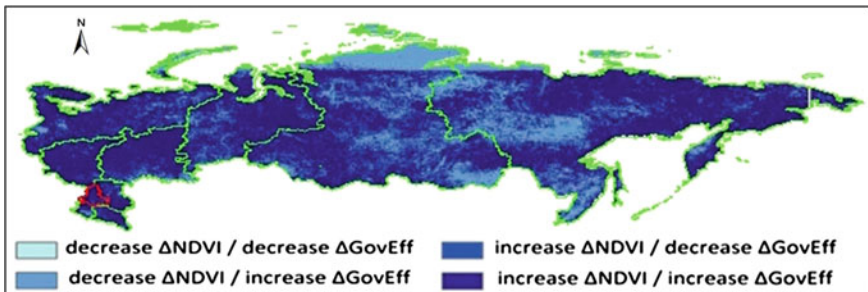 N
decrease ΔNDVI / decrease ΔGovEff
increase ΔNDVI / decrease ΔGovEff
decrease ΔNDVI / increase ΔGovEff
increase ΔNDVI / increase ΔGovEff